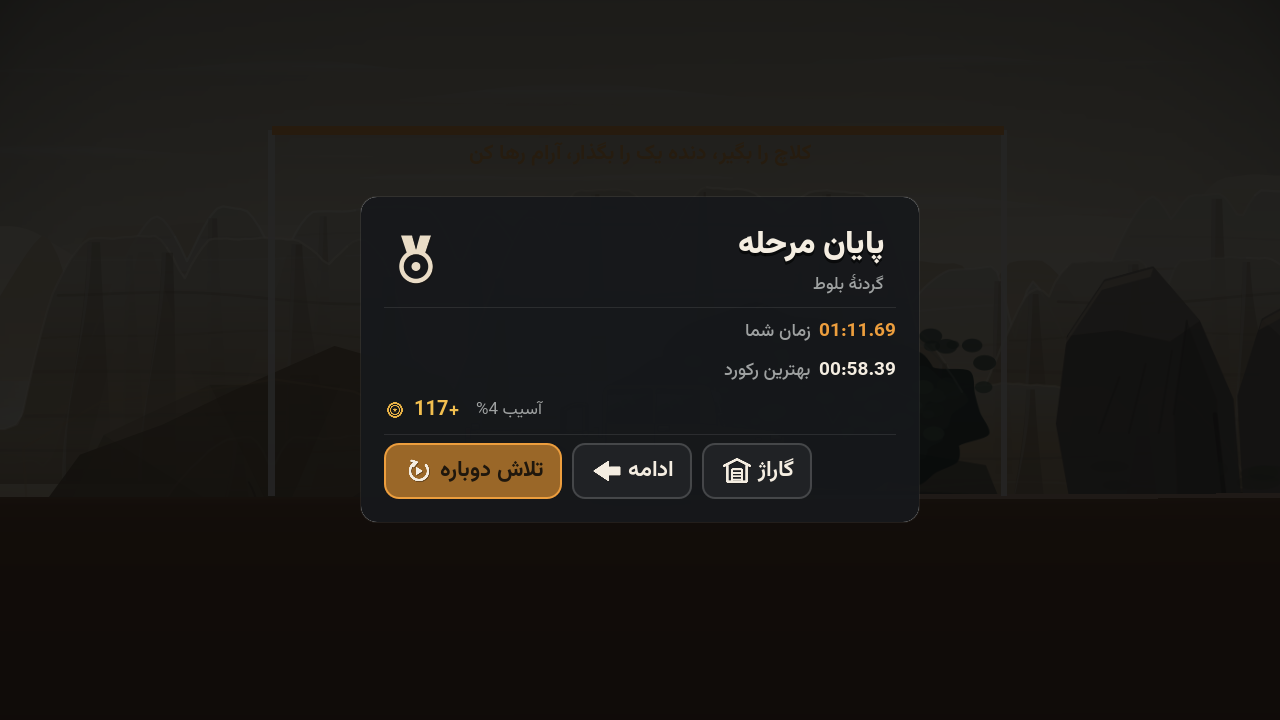 پایان مرحله
گردنهٔ بلوط
01:11.69 زمان شما
00:58.39 بهترین رکورد
آسیب 4% +117
گاراژ
ادامه
تلاش دوباره